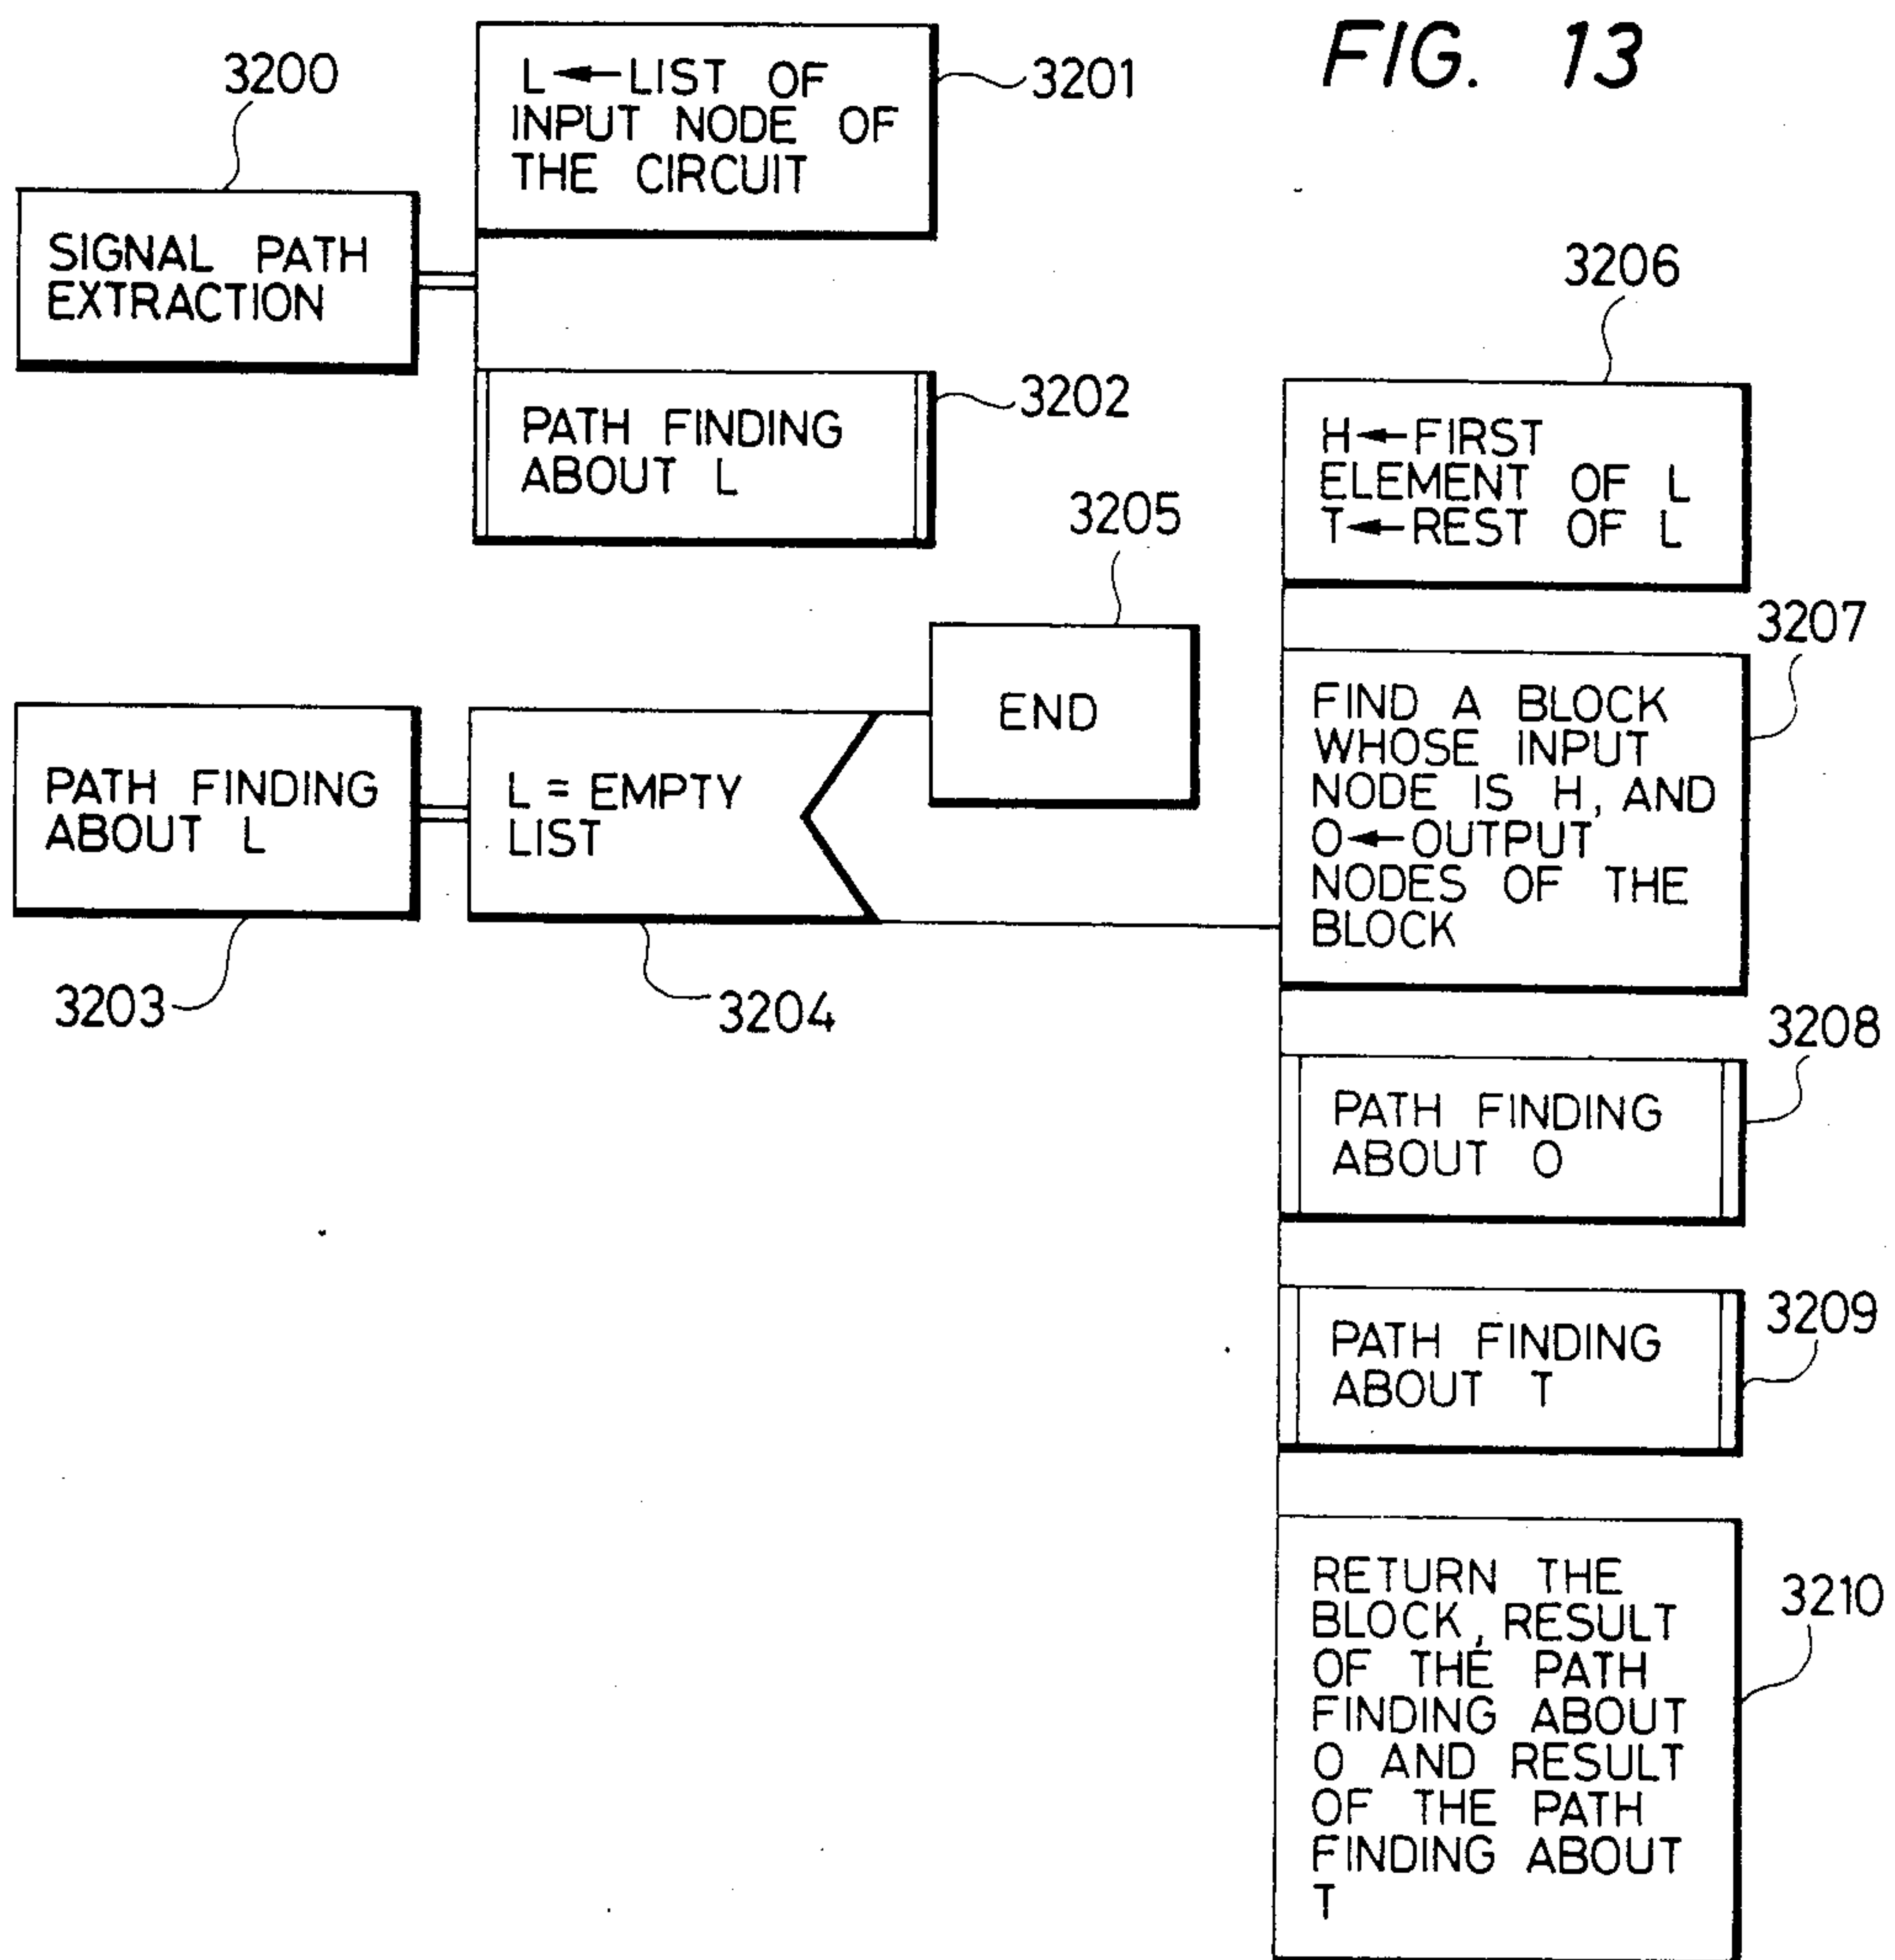 FIG. 13
3200
SIGNAL PATH
EXTRACTION
L←LIST OF
INPUT NODE OF
THE CIRCUIT
3201
PATH FINDING
ABOUT L
3202
PATH FINDING
ABOUT L
3203
L = EMPTY
LIST
3204
3205
END
3206
H←FIRST
ELEMENT OF L
T←REST OF L
3207
FIND A BLOCK
WHOSE INPUT
NODE IS H, AND
O←OUTPUT
NODES OF THE
BLOCK
3208
PATH FINDING
ABOUT O
3209
PATH FINDING
ABOUT T
3210
RETURN THE
BLOCK, RESULT
OF THE PATH
FINDING ABOUT
O AND RESULT
OF THE PATH
FINDING ABOUT
T